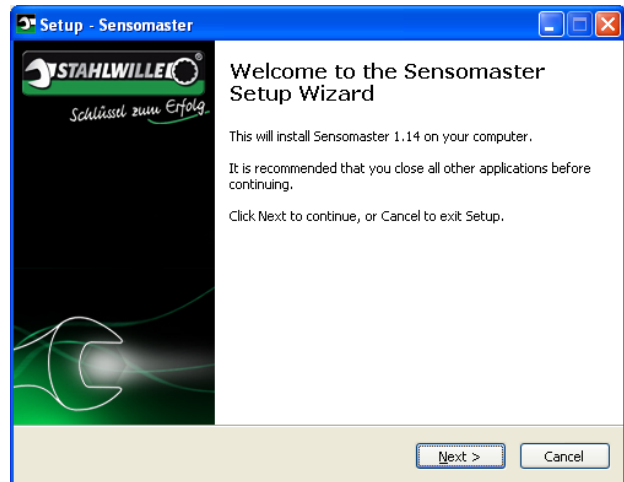 Setup - Sensomaster
STAHLWILLE
Schlüssel zum Erfolg
Welcome to the Sensomaster
Setup Wizard
This will install Sensomaster 1.14 on your computer.
It is recommended that you close all other applications before
continuing.
Click Next to continue, or Cancel to exit Setup.
Next >
Cancel